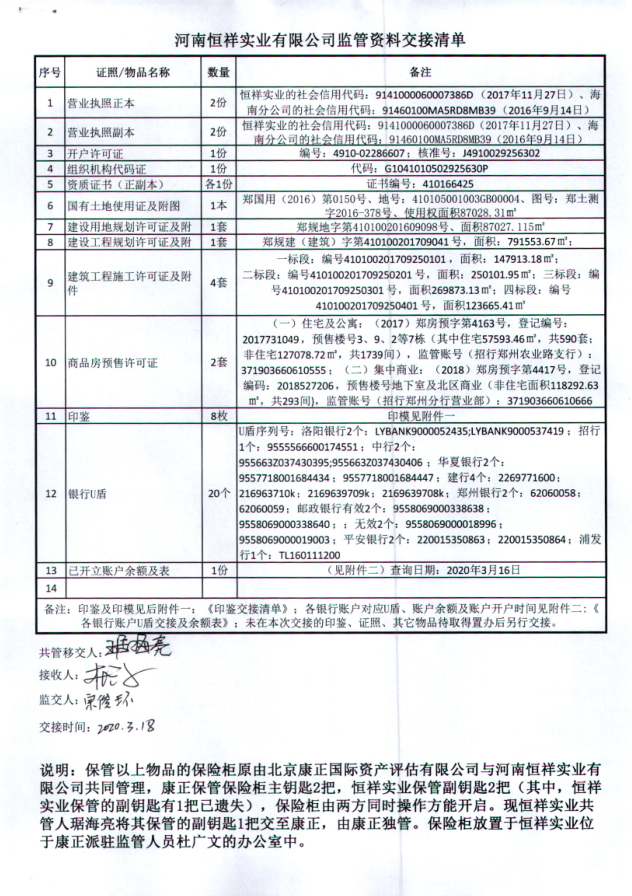 河南恒祥实业有限公司监管资料交接清单
序号 证照/物品名称 数量 备注
1 营业执照正本 2份 恒祥实业的社会信用代码：9141000060007386D（2017年11月27日）、海
南分公司的社会信用代码：91460100MA5RD8MB39（2016年9月14日）
2 营业执照副本 2份 恒祥实业的社会信用代码：9141000060007386D（2017年11月27日）、海
南分公司的社会信用代码：91460100MA5RD8MB39（2016年9月14日）
3 开户许可证 1份 编号：4910-02286607；核准号：J4910029256302
4 组织机构代码证 1份 代码：G1041010502925630P
5 资质证书（正副本） 各1份 证书编号：410166425
6 国有土地使用证及附图 1本 郑国用（2016）第0150号、地号：410105001003GB00004、图号：郑土测
字2016-378号、使用权面积87028.31㎡
7 建设用地规划许可证及附 1套 郑规地字第410100201609098号、面积：87027.115㎡
8 建设工程规划许可证及附 1套 郑规建（建筑）字第410100201709041号，面积：791553.67㎡；
9 建筑工程施工许可证及附
件 4套 一标段：编号410100201709250101，面积：147913.18㎡；
二标段：编号410100201709250201号，面积：250101.95㎡；三标段：编
号410100201709250301号，面积269873.13㎡；四标段：编号
410100201709250401号，面积123665.41㎡
10 商品房预售许可证 2套 （一）住宅及公寓：（2017）郑房预字第4163号，登记编号：
2017731049，预售楼号3、9、2等7栋（其中住宅57593.46㎡，共590套；
非住宅127078.72㎡，共1739间），监管账号（招行郑州农业路支行）：
371903660610555；（二）集中商业：（2018）郑房预字第4417号，登记
编码：2018527206，预售楼号地下室及北区商业（非住宅面积118292.63
㎡，共293间），监管账号（招行郑州分行营业部）：371903660610666
11 印鉴 8枚 印模见附件一
12 银行U盾 20个 U盾序列号：洛阳银行2个：LYBANK9000052435;LYBANK9000537419；招行
1个：9555566600174551；中行2个：
955663Z037430395;955663Z037430406；华夏银行2个：
9557718001684434；9557718001684447；建行4个：2269771600；
216963710k；2169639709k；2169639708k；郑州银行2个：62060058；
62060059；邮政银行有效2个：9558069000338638；
9558069000338640；；无效2个：9558069000018996；
9558069000019003；平安银行2个：220015350863；220015350864；浦发
行1个：TL160111200
13 已开立账户余额及表 1份 （见附件二）查询日期：2020年3月16日
14
备注：印鉴及印模见后附件一：《印鉴交接清单》；各银行账户对应U盾、账户余额及账户开户时间见附件二：《
各银行账户U盾交接及余额表》；未在本次交接的印鉴、证照、其它物品待取得置办后另行交接。
共管移交人：琚海亮
接收人：
监交人：
交接时间：2020.3.18
说明：保管以上物品的保险柜原由北京康正国际资产评估有限公司与河南恒祥实业有
限公司共同管理，康正保管保险柜主钥匙2把，恒祥实业保管副钥匙2把（其中，恒祥
实业保管的副钥匙有1把已遗失），保险柜由两方同时操作方能开启。现恒祥实业共
管人琚海亮将其保管的副钥匙1把交至康正，由康正独管。保险柜放置于恒祥实业位
于康正派驻监管人员杜广文的办公室中。